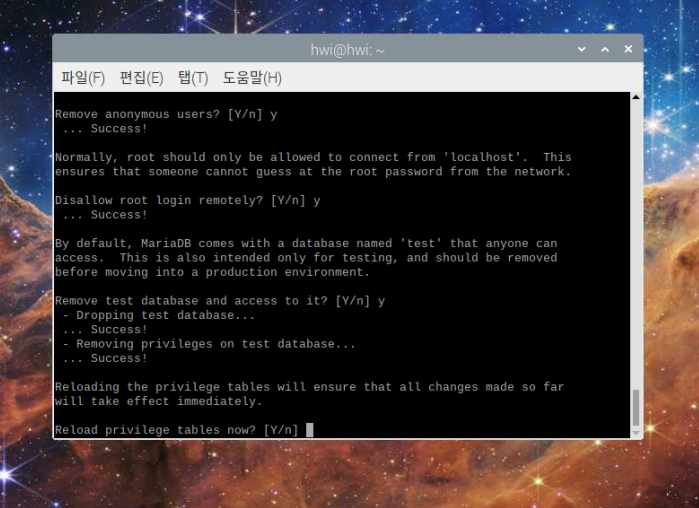 hwi@hwi: ~
파일(F) 편집(E) 탭(T) 도움말(H)
Remove anonymous users? [Y/n] y
 ... Success!
Normally, root should only be allowed to connect from 'localhost'.  This
ensures that someone cannot guess at the root password from the network.
Disallow root login remotely? [Y/n] y
 ... Success!
By default, MariaDB comes with a database named 'test' that anyone can
access.  This is also intended only for testing, and should be removed
before moving into a production environment.
Remove test database and access to it? [Y/n] y
 - Dropping test database...
 ... Success!
 - Removing privileges on test database...
 ... Success!
Reloading the privilege tables will ensure that all changes made so far
will take effect immediately.
Reload privilege tables now? [Y/n]